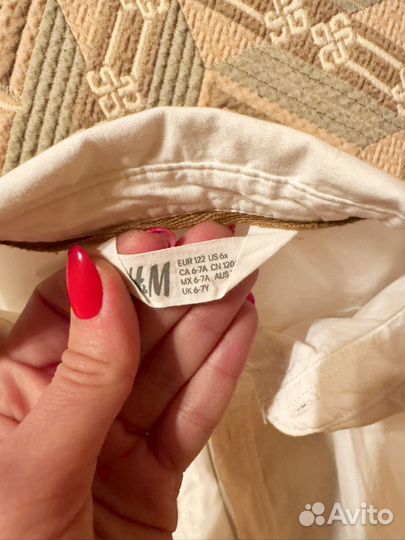 H&M
EUR 122 US 6x
CA 6-7A CN 120
MX 6-7A AUS
UK 6-7Y
Avito